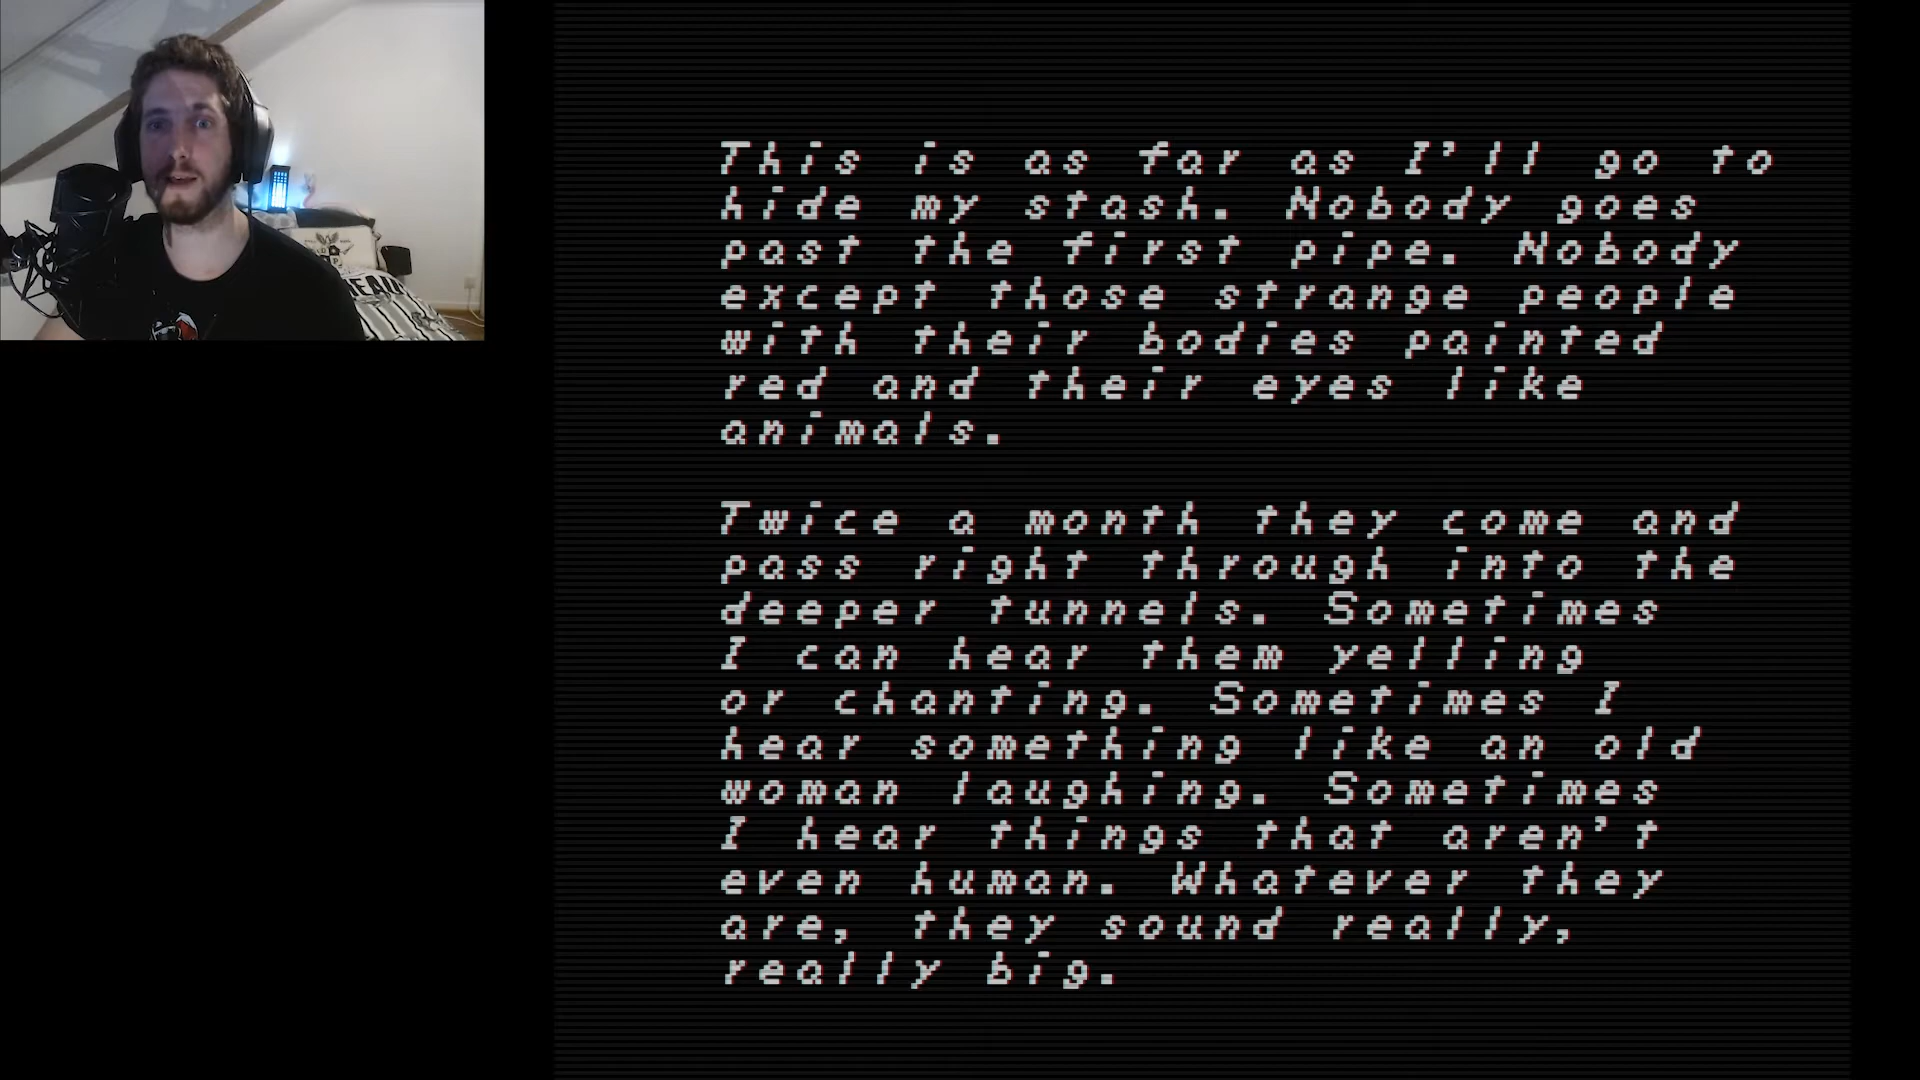 This is as far as I'll go to
hide my stash. Nobody goes
past the first pipe. Nobody
except those strange people
with their bodies painted
red and their eyes like
animals.
Twice a month they come and
pass right through into the
deeper tunnels. Sometimes
I can hear them yelling
or chanting. Sometimes I
hear something like an old
woman laughing. Sometimes
I hear things that aren't
even human. Whatever they
are, they sound really,
really big.